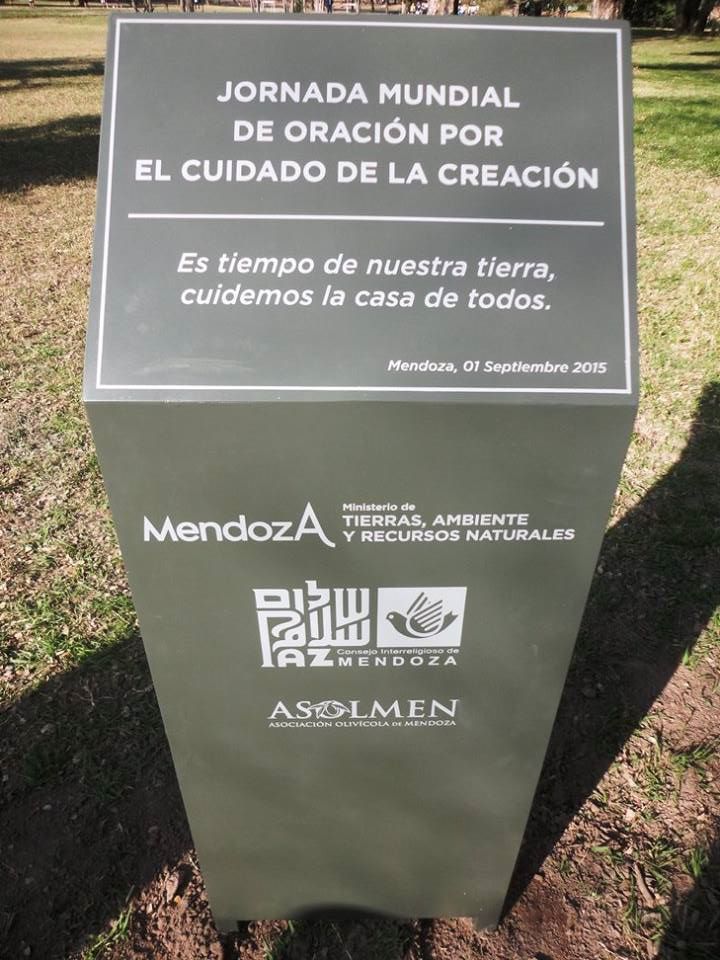 JORNADA MUNDIAL
DE ORACIÓN POR
EL CUIDADO DE LA CREACIÓN
Es tiempo de nuestra tierra,
cuidemos la casa de todos.
Mendoza, 01 Septiembre 2015
MendozA
Ministerio de
TIERRAS, AMBIENTE
Y RECURSOS NATURALES
שלום
سلام
PAZ
Consejo Interreligioso de
MENDOZA
ASOLMEN
ASOCIACIÓN OLIVÍCOLA DE MENDOZA